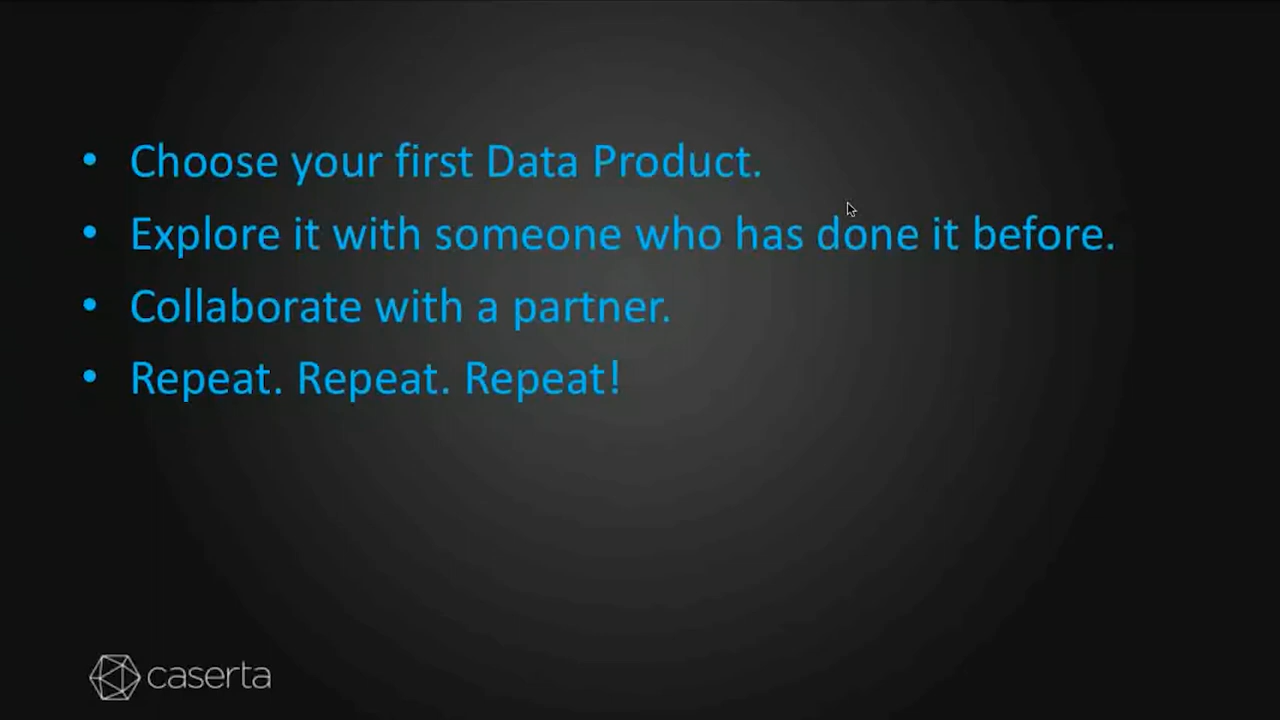 • Choose your first Data Product.
• Explore it with someone who has done it before.
• Collaborate with a partner.
• Repeat. Repeat. Repeat!
caserta